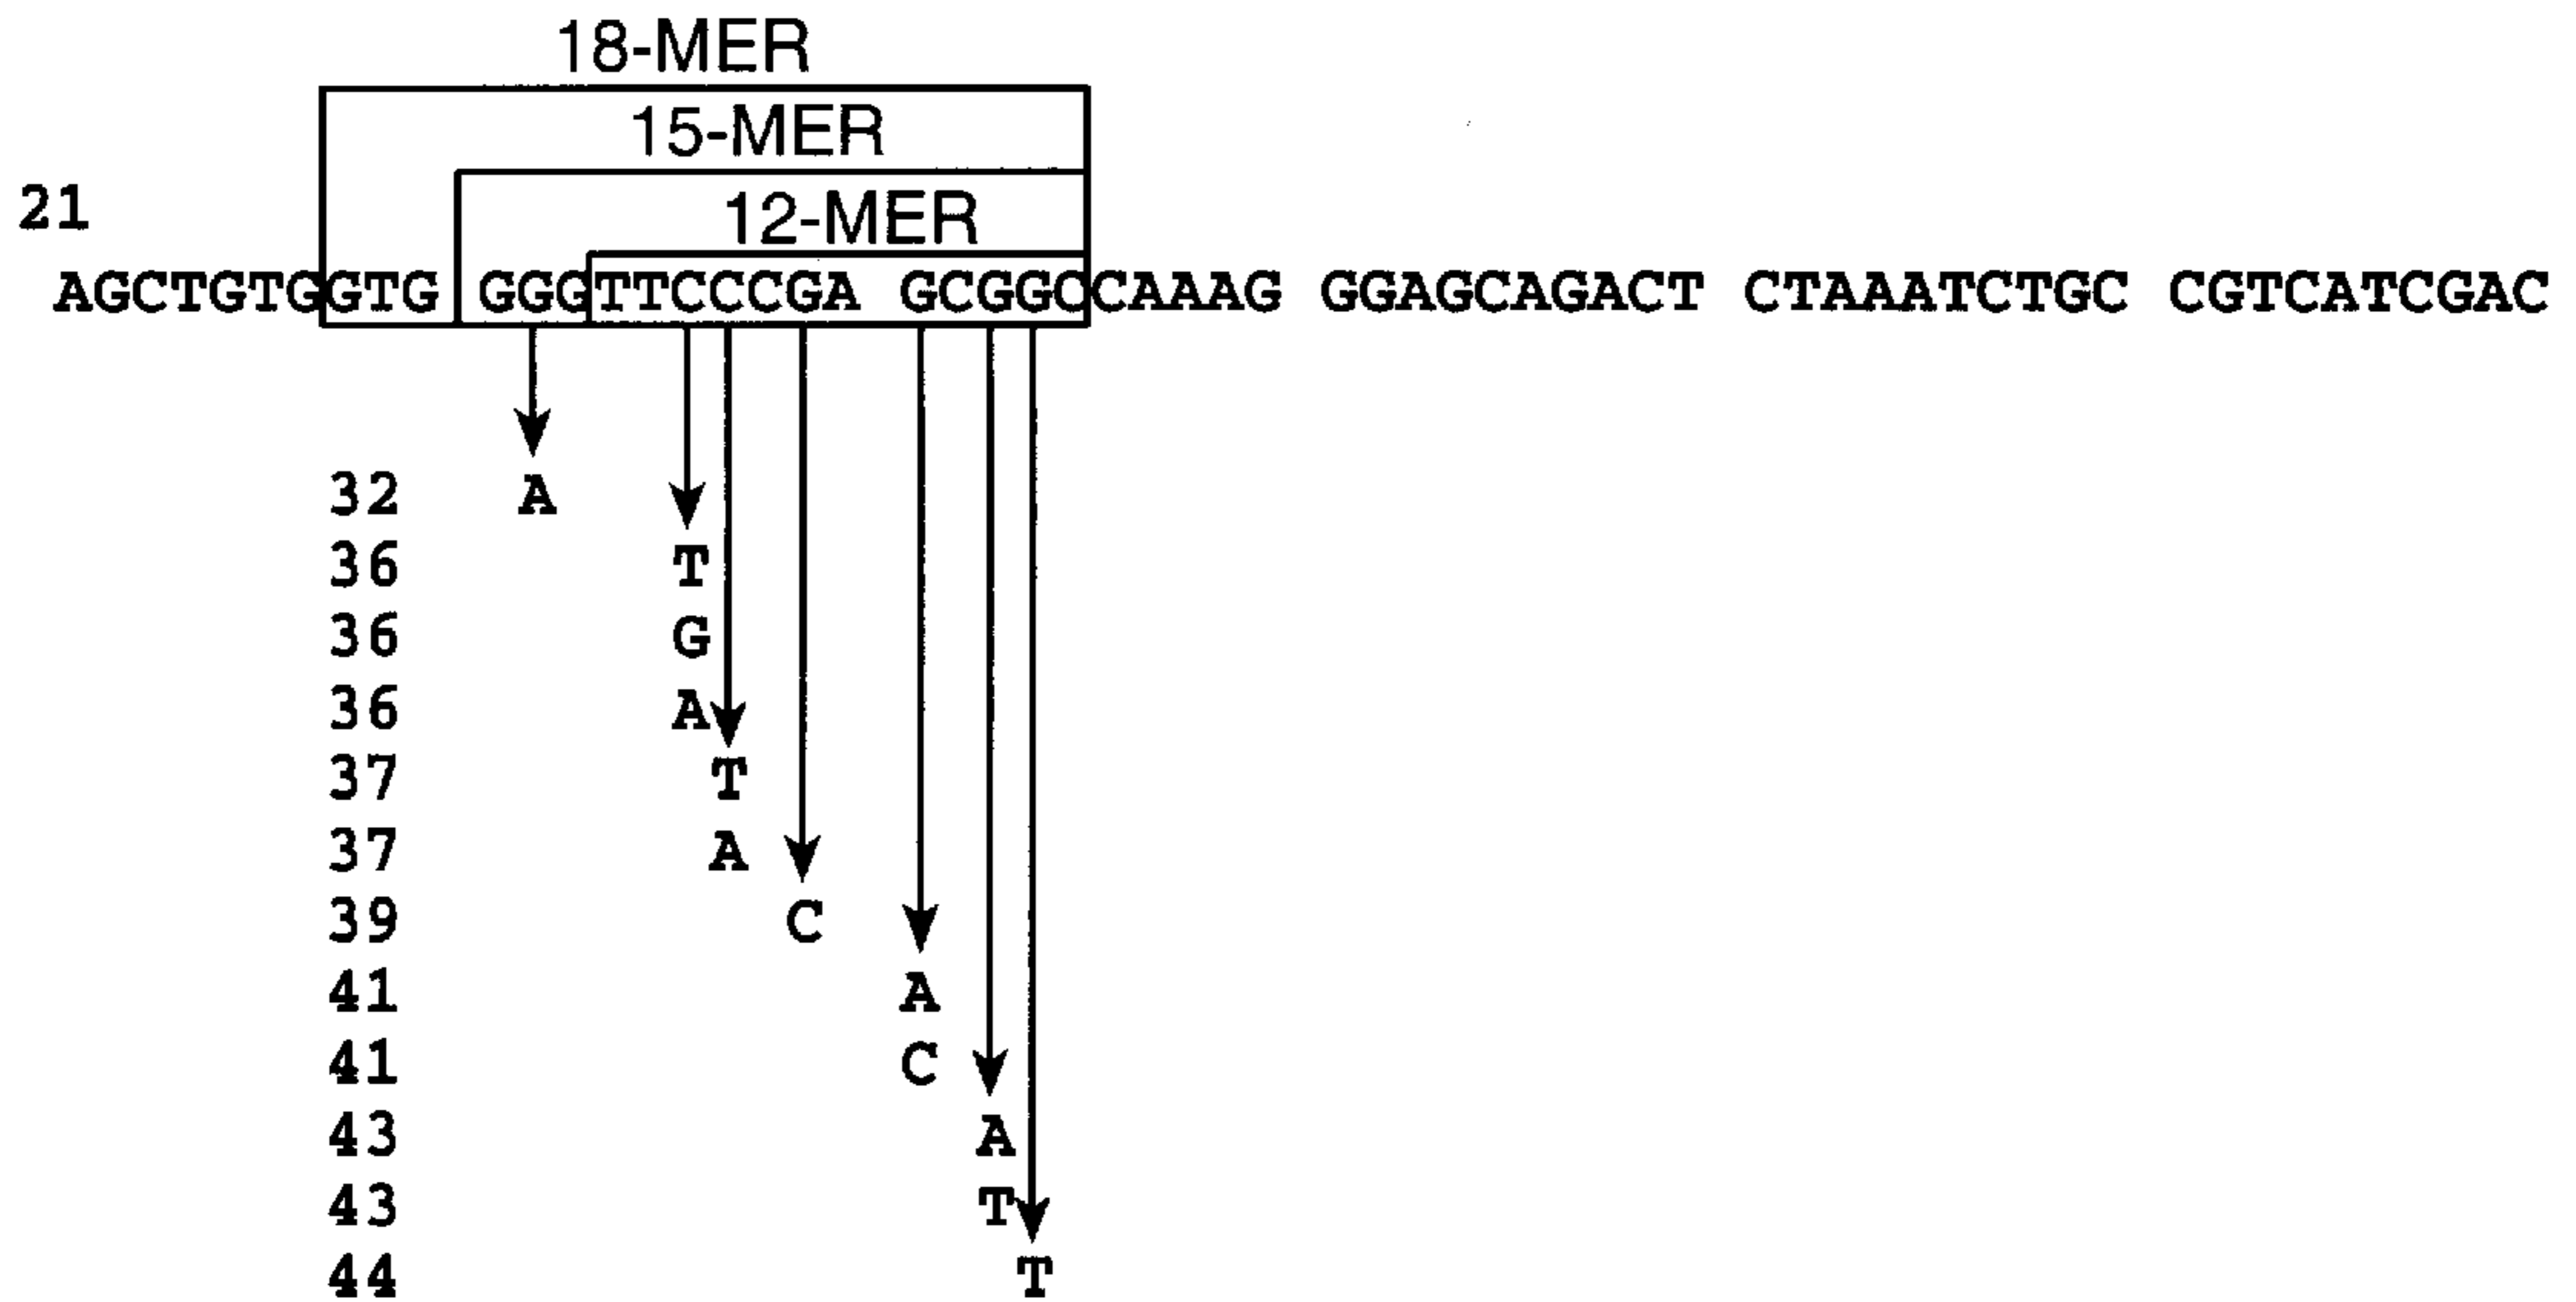 18-MER
15-MER
21
12-MER
AGCTGTGGTG GGGTTCCCGA GCGGCCAAAG GGAGCAGACT CTAAATCTGC CGTCATCGAC
32 A
36 T
36 G
36 A
37 T
37 A
39 C
41 A
41 C
43 A
43 T
44 T